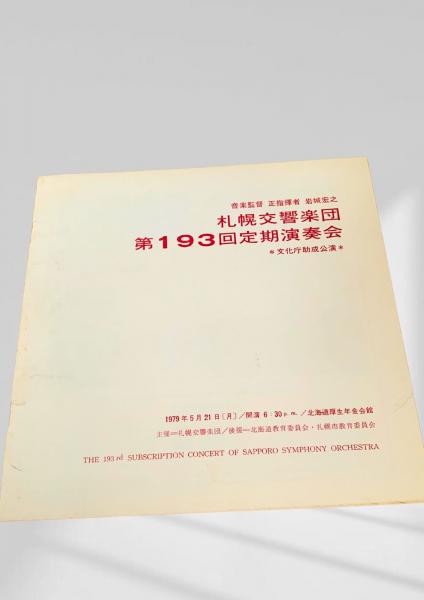 音楽監督 正指揮者 岩城宏之
札幌交響楽団
第193回定期演奏会
＊文化庁助成公演＊
1979年5月21日〔月〕／開演 6：30p.m.／北海道厚生年金会館
主催＝札幌交響楽団／後援＝北海道教育委員会・札幌市教育委員会
THE 193rd SUBSCRIPTION CONCERT OF SAPPORO SYMPHONY ORCHESTRA